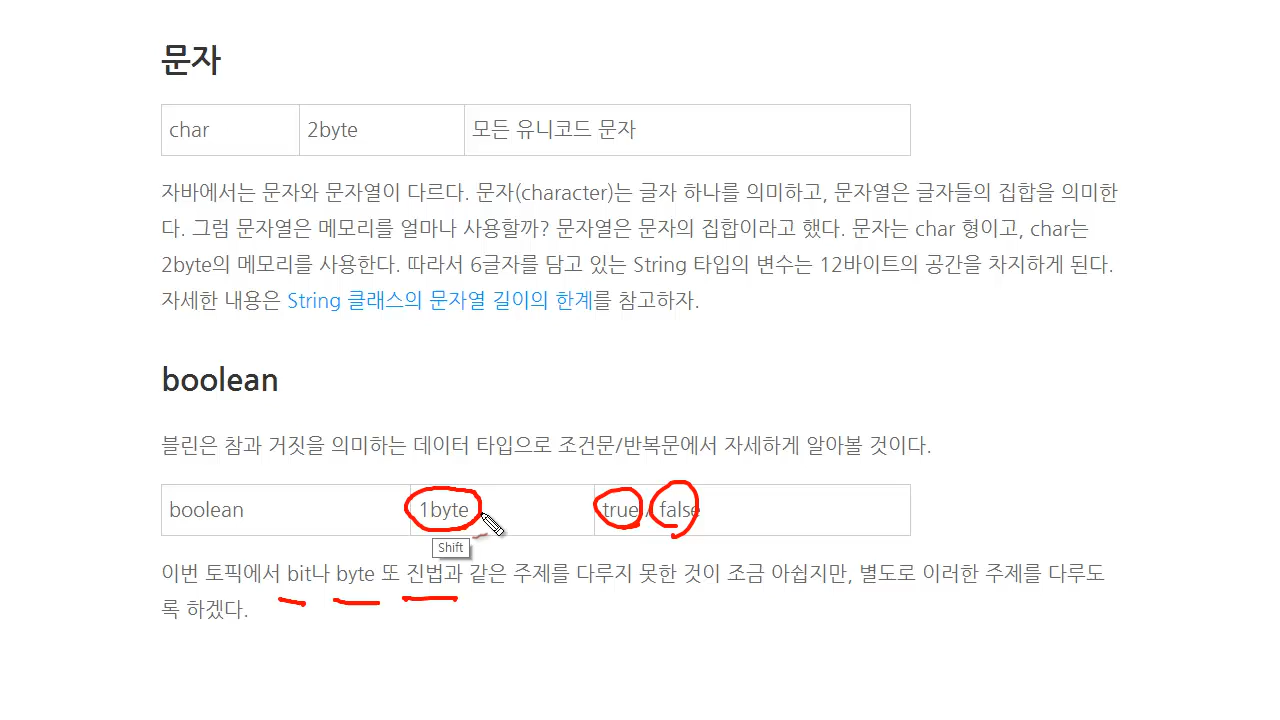 문자
char 2byte 모든 유니코드 문자
자바에서는 문자와 문자열이 다르다. 문자(character)는 글자 하나를 의미하고, 문자열은 글자들의 집합을 의미한
다. 그럼 문자열은 메모리를 얼마나 사용할까? 문자열은 문자의 집합이라고 했다. 문자는 char 형이고, char는
2byte의 메모리를 사용한다. 따라서 6글자를 담고 있는 String 타입의 변수는 12바이트의 공간을 차지하게 된다.
자세한 내용은 String 클래스의 문자열 길이의 한계를 참고하자.
boolean
블린은 참과 거짓을 의미하는 데이터 타입으로 조건문/반복문에서 자세하게 알아볼 것이다.
boolean 1byte true / false
Shift
이번 토픽에서 bit나 byte 또 진법과 같은 주제를 다루지 못한 것이 조금 아쉽지만, 별도로 이러한 주제를 다루도
록 하겠다.